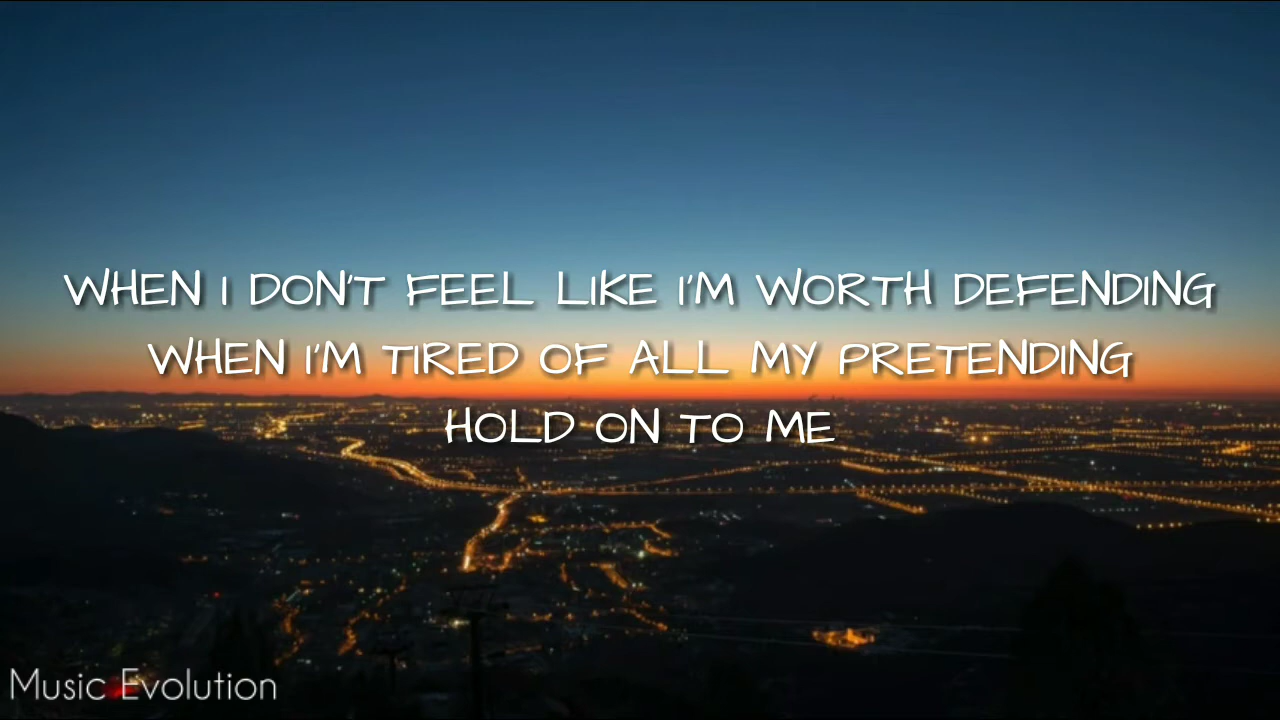 WHEN I DON'T FEEL LIKE I'M WORTH DEFENDING
WHEN I'M TIRED OF ALL MY PRETENDING
HOLD ON TO ME
Music Evolution